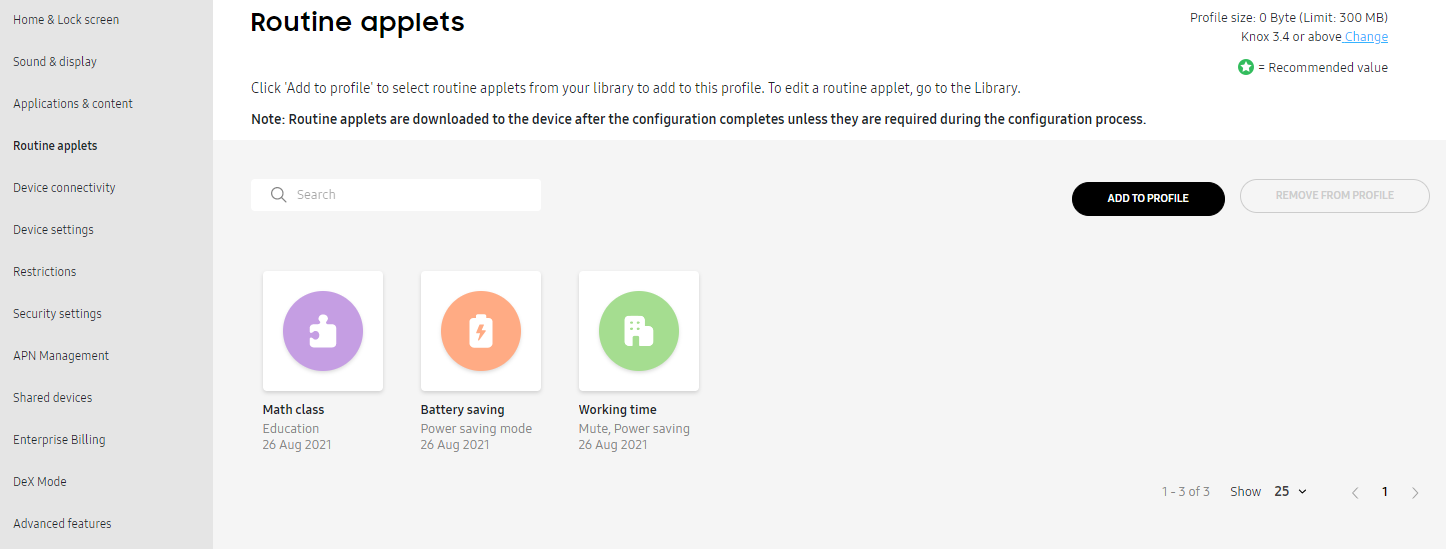 Home & Lock screen
Sound & display
Applications & content
Routine applets
Device connectivity
Device settings
Restrictions
Security settings
APN Management
Shared devices
Enterprise Billing
DeX Mode
Advanced features
Routine applets
Profile size: 0 Byte (Limit: 300 MB)
Knox 3.4 or above Change
= Recommended value
Click 'Add to profile' to select routine applets from your library to add to this profile. To edit a routine applet, go to the Library.
Note: Routine applets are downloaded to the device after the configuration completes unless they are required during the configuration process.
Search
ADD TO PROFILE
REMOVE FROM PROFILE
Math class
Education
26 Aug 2021
Battery saving
Power saving mode
26 Aug 2021
Working time
Mute, Power saving
26 Aug 2021
1 - 3 of 3 Show 25 1